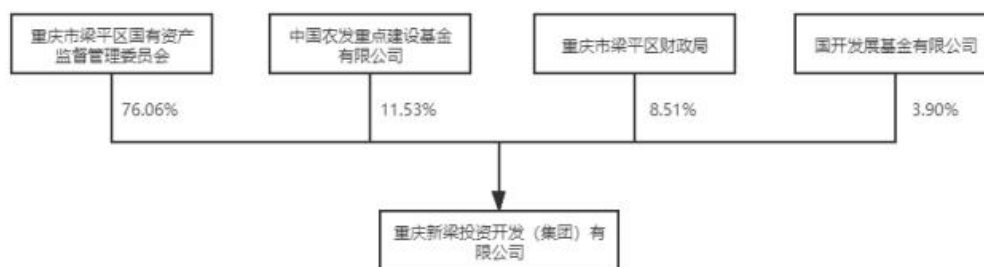 重庆市梁平区国有资产
监督管理委员会
中国农发重点建设基金
有限公司
重庆市梁平区财政局
国开发展基金有限公司
76.06%
11.53%
8.51%
3.90%
重庆新梁投资开发（集团）有
限公司